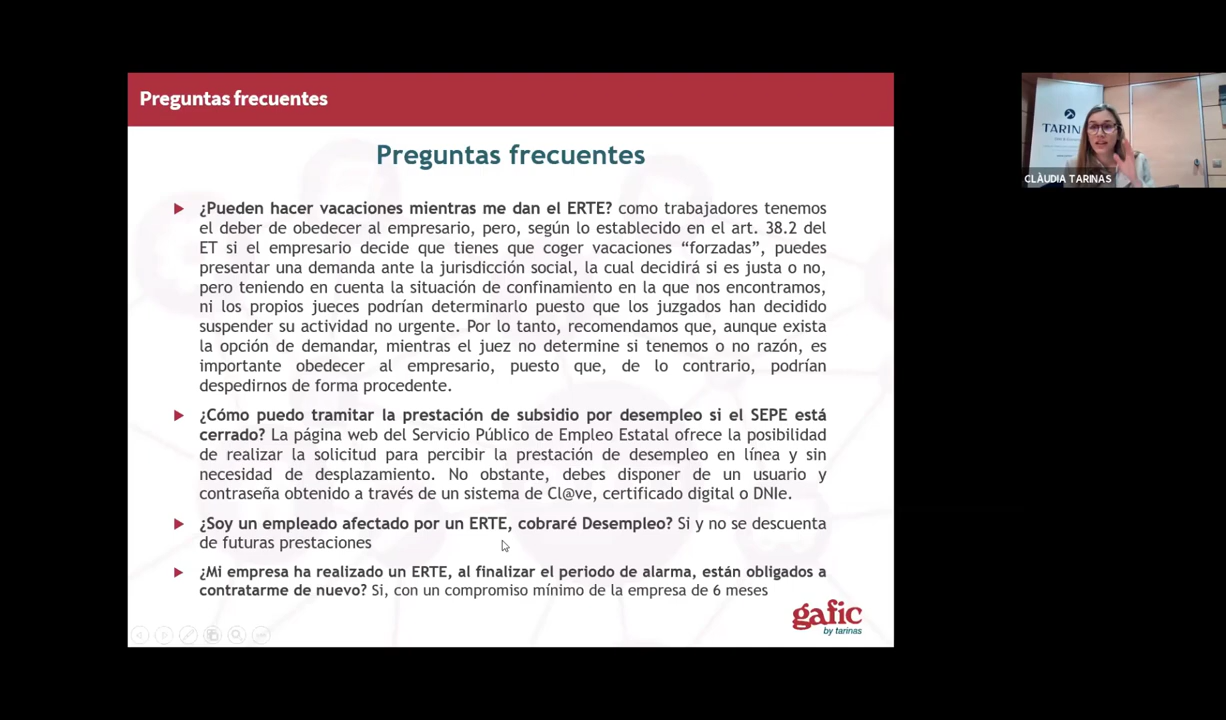 Preguntas frecuentes
Preguntas frecuentes
¿Pueden hacer vacaciones mientras me dan el ERTE? como trabajadores tenemos
el deber de obedecer al empresario, pero, según lo establecido en el art. 38.2 del
ET si el empresario decide que tienes que coger vacaciones “forzadas”, puedes
presentar una demanda ante la jurisdicción social, la cual decidirá si es justa o no,
pero teniendo en cuenta la situación de confinamiento en la que nos encontramos,
ni los propios jueces podrían determinarlo puesto que los juzgados han decidido
suspender su actividad no urgente. Por lo tanto, recomendamos que, aunque exista
la opción de demandar, mientras el juez no determine si tenemos o no razón, es
importante obedecer al empresario, puesto que, de lo contrario, podrían
despedirnos de forma procedente.
¿Cómo puedo tramitar la prestación de subsidio por desempleo si el SEPE está
cerrado? La página web del Servicio Público de Empleo Estatal ofrece la posibilidad
de realizar la solicitud para percibir la prestación de desempleo en línea y sin
necesidad de desplazamiento. No obstante, debes disponer de un usuario y
contraseña obtenido a través de un sistema de Cl@ve, certificado digital o DNIe.
¿Soy un empleado afectado por un ERTE, cobraré Desempleo? Si y no se descuenta
de futuras prestaciones
¿Mi empresa ha realizado un ERTE, al finalizar el periodo de alarma, están obligados a
contratarme de nuevo? Si, con un compromiso mínimo de la empresa de 6 meses
gafic
by tarinas
TARIN
CLÀUDIA TARINAS